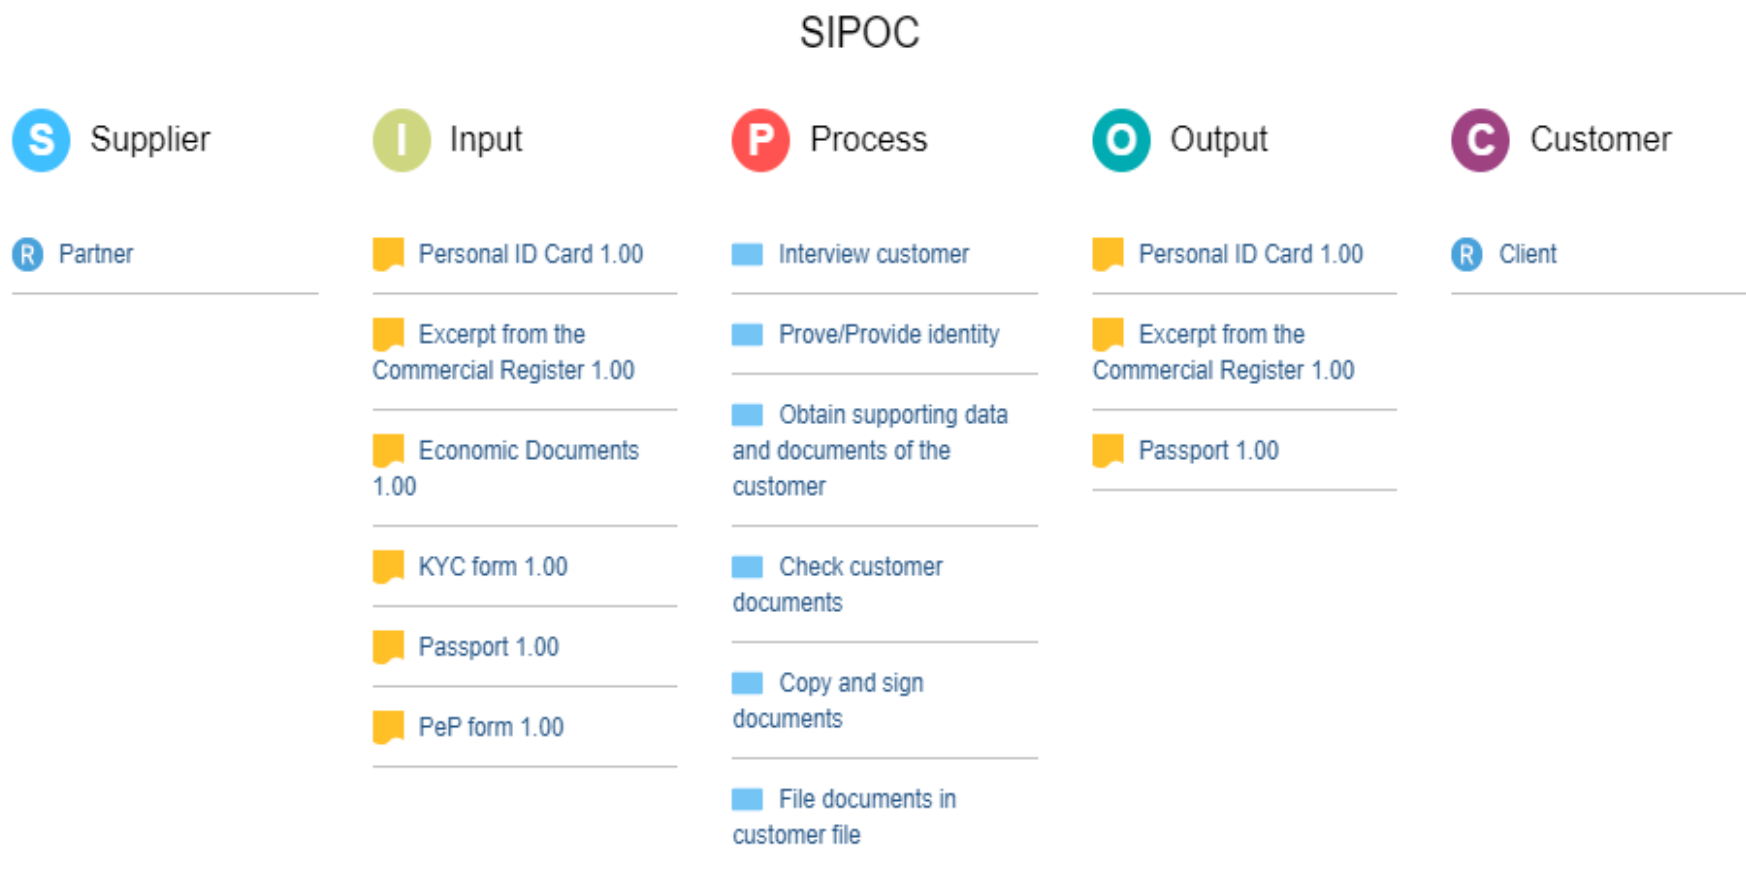 SIPOC
S Supplier
I Input
P Process
O Output
C Customer
R Partner
Personal ID Card 1.00
Excerpt from the
Commercial Register 1.00
Economic Documents
1.00
KYC form 1.00
Passport 1.00
PeP form 1.00
Interview customer
Prove/Provide identity
Obtain supporting data
and documents of the
customer
Check customer
documents
Copy and sign
documents
File documents in
customer file
Personal ID Card 1.00
Excerpt from the
Commercial Register 1.00
Passport 1.00
R Client